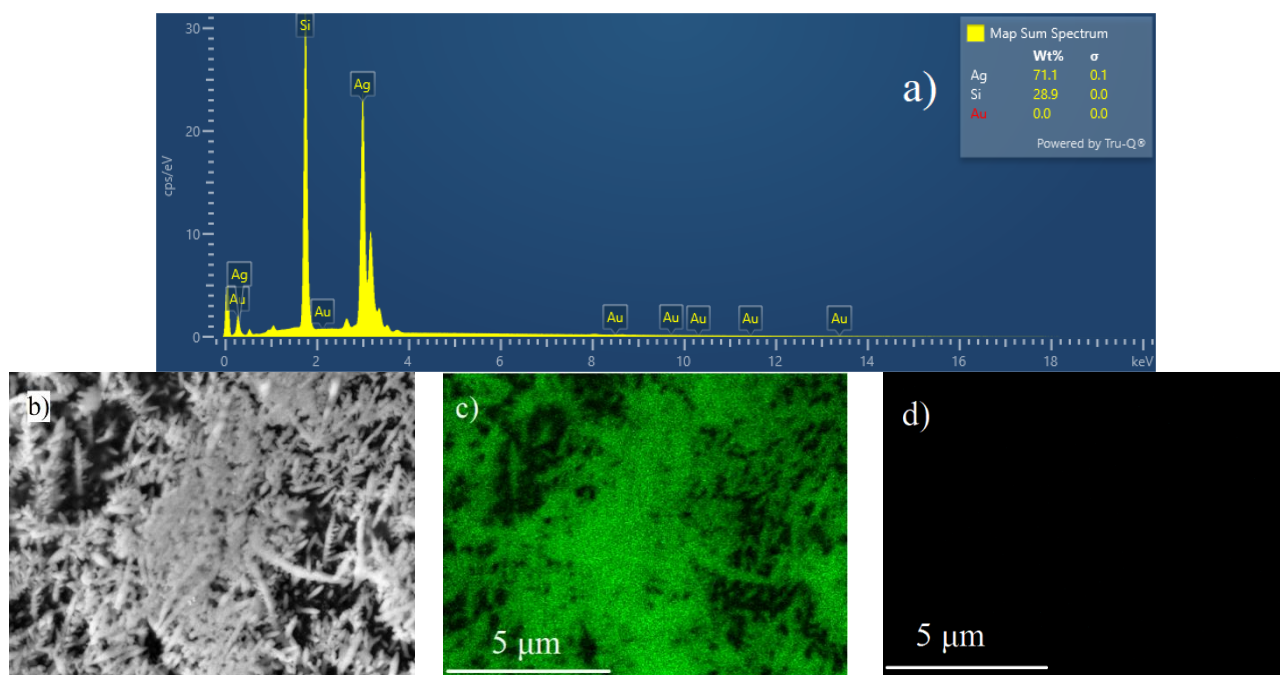 30
20
10
0
cps/eV
Si
Ag
Ag
Au
Au
Au
Au
Au
Au
Au
0 2 4 6 8 10 12 14 16 18 keV
a)
Map Sum Spectrum
Wt% σ
Ag 71.1 0.1
Si 28.9 0.0
Au 0.0 0.0
Powered by Tru-Q®
b)
c)
5 μm
d)
5 μm